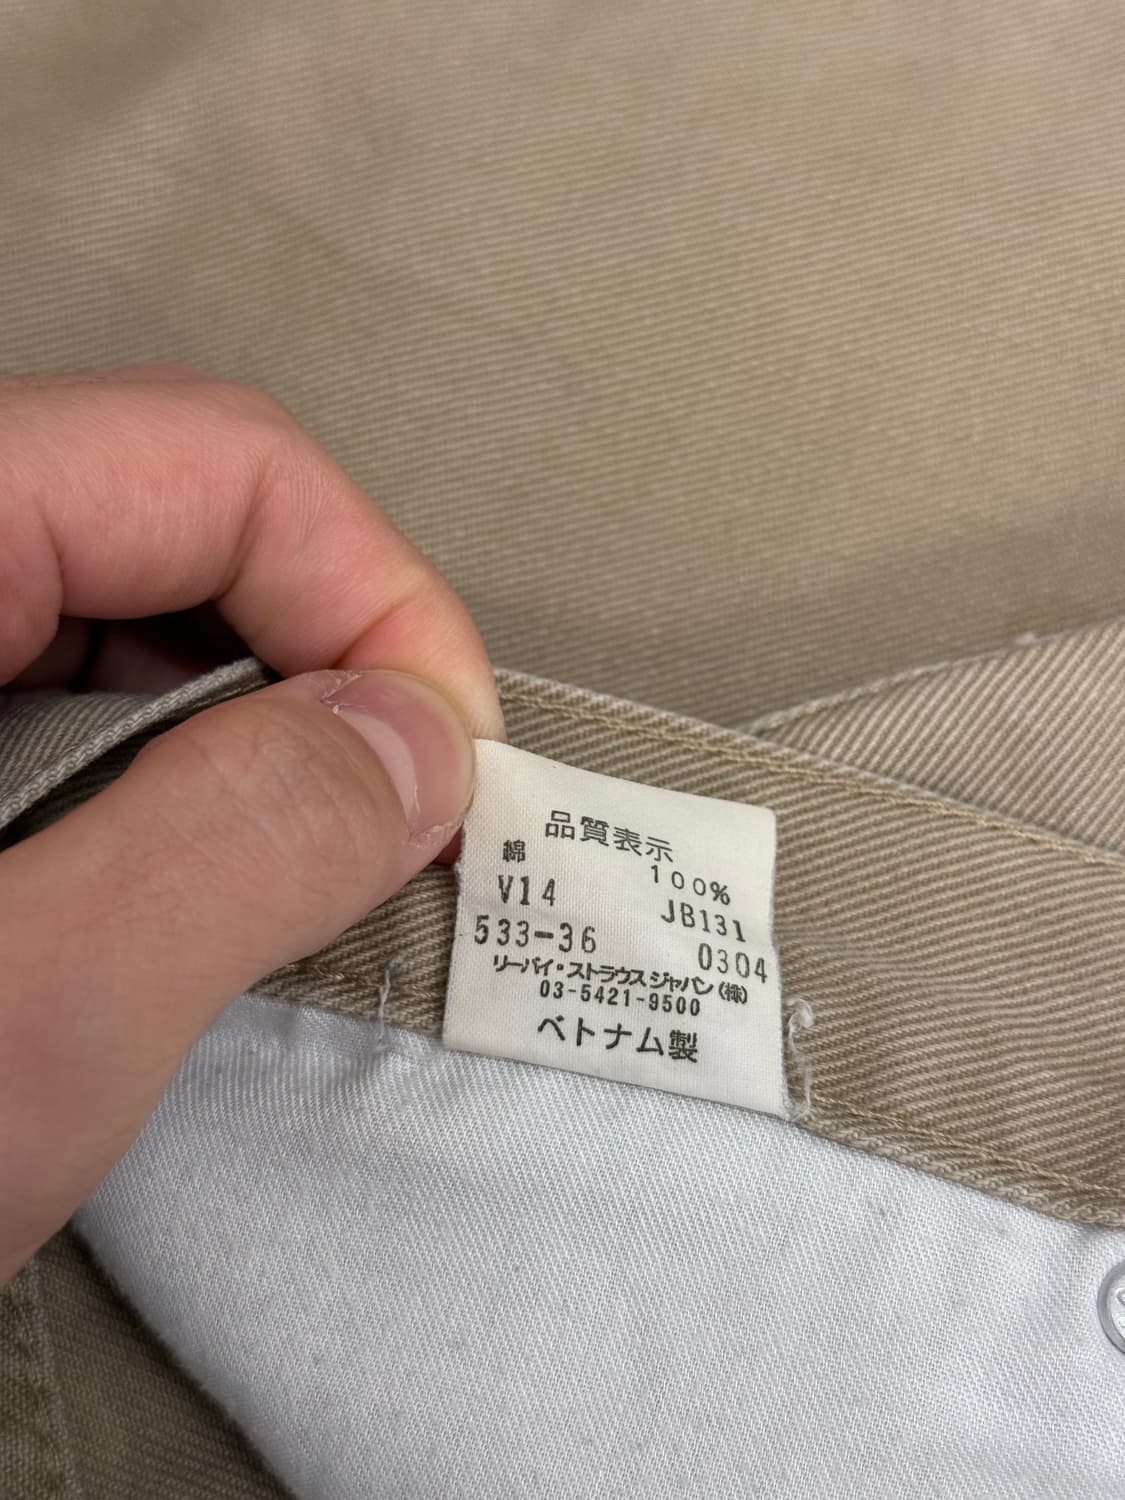 品質表示
綿 100%
V14 JB131
533-36 0304
リーバイ・ストラウスジャパン(株)
03-5421-9500
ベトナム製